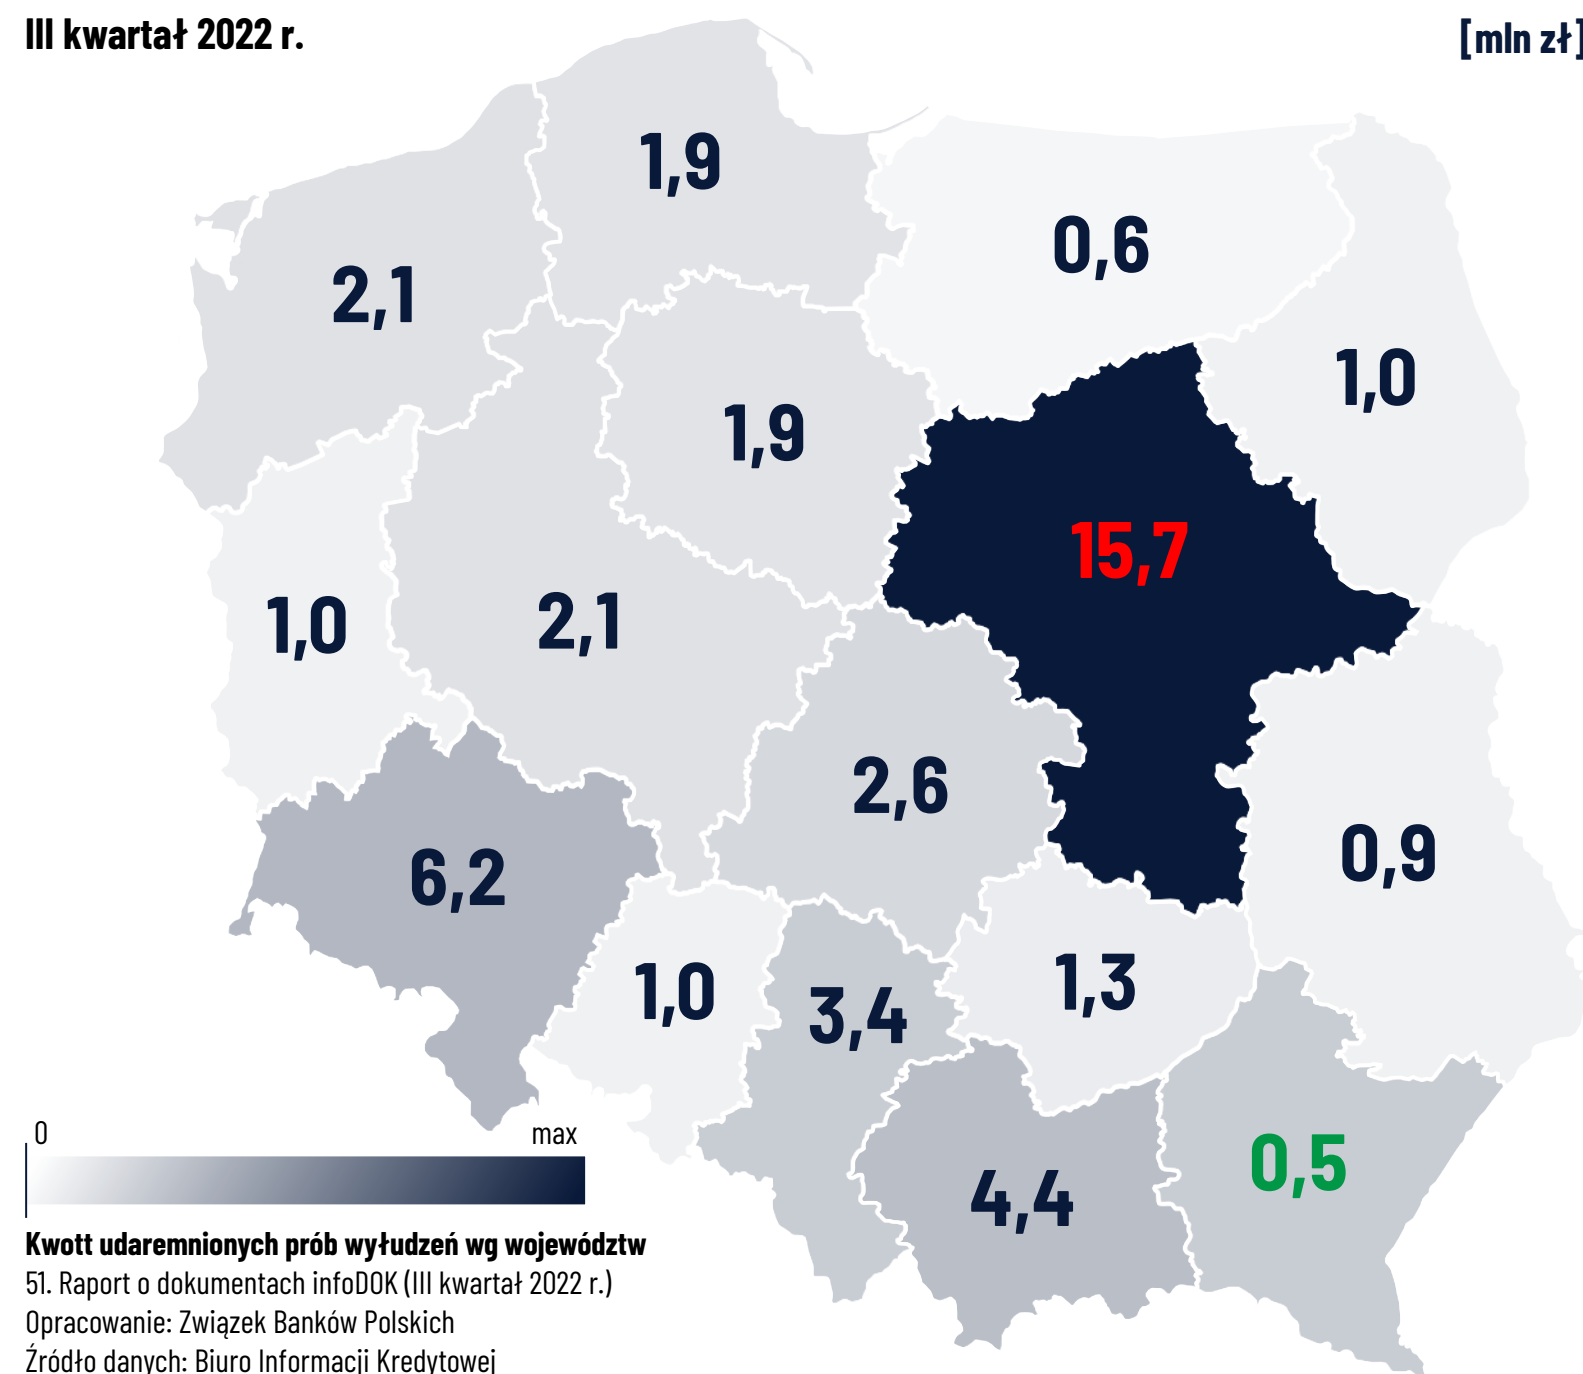 III kwartał 2022 r.
[mln zł]
1,9
0,6
2,1
1,0
1,9
15,7
1,0
2,1
2,6
0,9
6,2
1,3
1,0
3,4
0,5
4,4
0 max
Kwott udaremnionych prób wyłudzeń wg województw
51. Raport o dokumentach infoDOK (III kwartał 2022 r.)
Opracowanie: Związek Banków Polskich
Źródło danych: Biuro Informacji Kredytowej